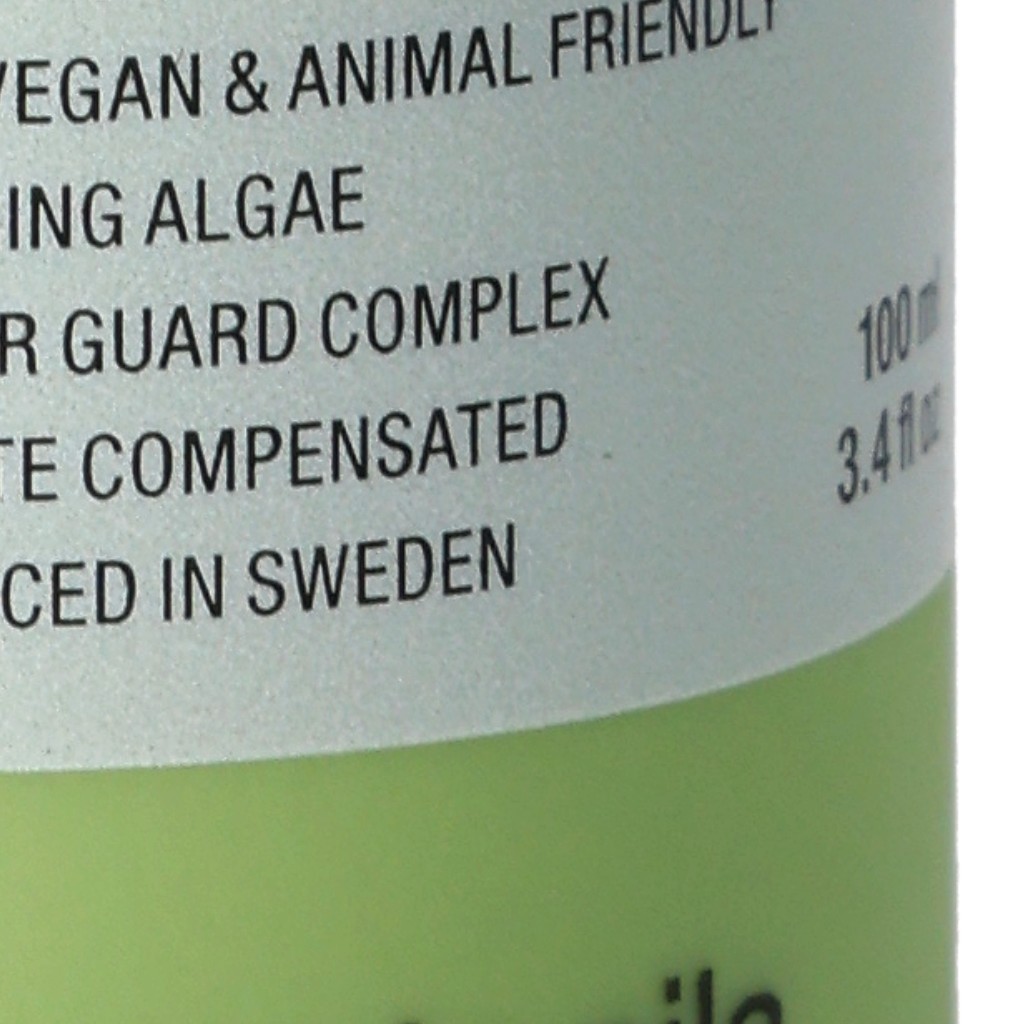 VEGAN & ANIMAL FRIENDLY
ING ALGAE
R GUARD COMPLEX
100 ml
TE COMPENSATED
3.4 fl oz
CED IN SWEDEN